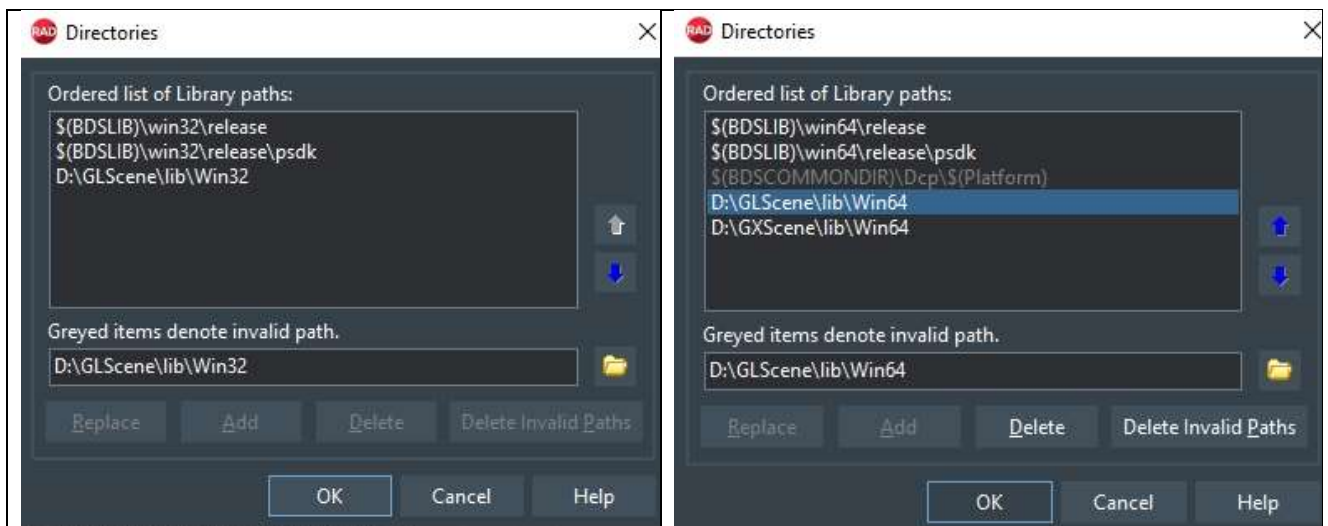 RAD Directories
Ordered list of Library paths:
$(BDSLIB)\win32\release
$(BDSLIB)\win32\release\psdk
D:\GLScene\lib\Win32
Greyed items denote invalid path.
D:\GLScene\lib\Win32
Replace Add Delete Delete Invalid Paths
OK Cancel Help
RAD Directories
Ordered list of Library paths:
$(BDSLIB)\win64\release
$(BDSLIB)\win64\release\psdk
$(BDSCOMMONDIR)\Dcp\$(Platform)
D:\GLScene\lib\Win64
D:\GXScene\lib\Win64
Greyed items denote invalid path.
D:\GLScene\lib\Win64
Replace Add Delete Delete Invalid Paths
OK Cancel Help